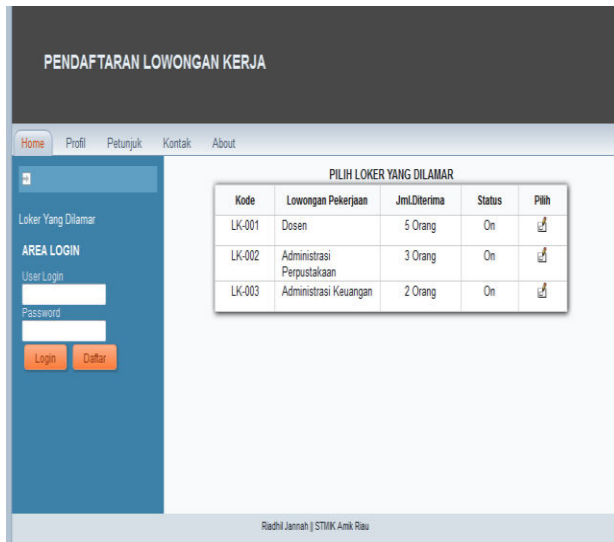 PENDAFTARAN LOWONGAN KERJA
Home Profil Petunjuk Kontak About
Loker Yang Dilamar
AREA LOGIN
User Login
Password
Login Daftar
PILIH LOKER YANG DILAMAR
Kode Lowongan Pekerjaan Jml.Diterima Status Pilih
LK-001 Dosen 5 Orang On
LK-002 Administrasi Perpustakaan 3 Orang On
LK-003 Administrasi Keuangan 2 Orang On
Riadhil Jannah || STMIK Amik Riau